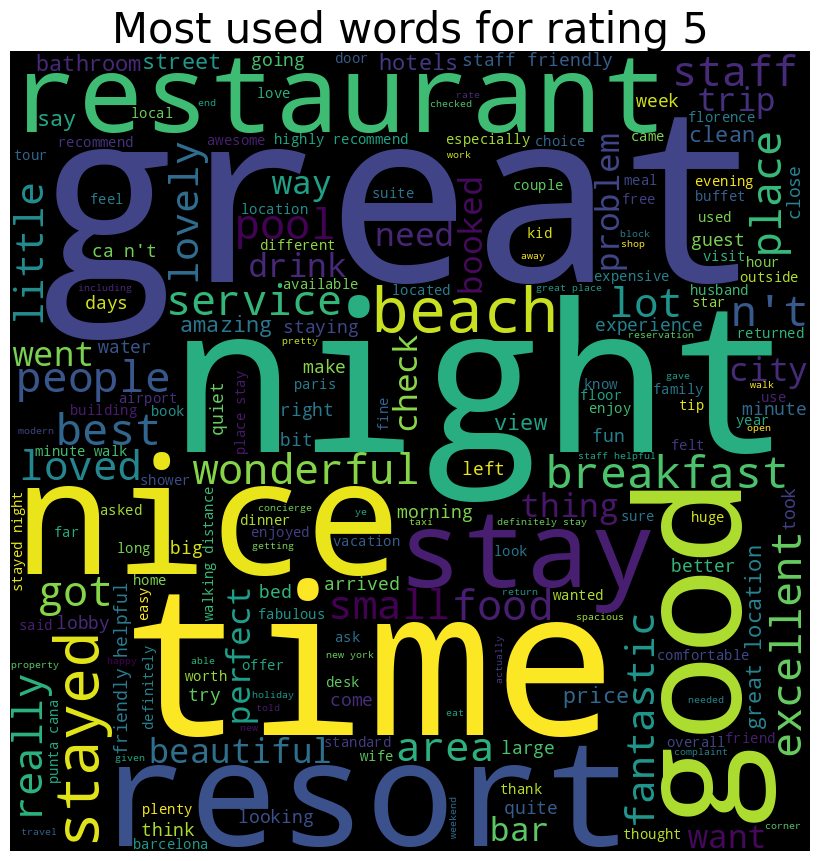 Most used words for rating 5
bathroom street going door hotels staff friendly staff
restaurant
love rate checked week trip
say local end
florence
recommend awesome highly recommend especially choice came clean
tour work
great
little lovely feel way suite couple problem meal evening place close
location kid free buffet
pool need booked used
different block shop guest
ca n't drink away visit hour
available expensive outside
including located great place husband
days service beach lot star n't
amazing staying experience returned
reservation
went water pretty make check
night
people airport paris know family city
floor walk
building book right quiet place stay fine view enjoy tip gave use
year minute
best bit fun open
modern felt
minute walk staff helpful
loved shower wonderful left breakfast
nice
stayed night asked concierge ye morning thing sure huge took
dinner taxi definitely stay
far enjoyed stay look good
long big getting vacation better
walking distance
home bed arrived wanted
got easy small food return excellent
said lobby fabulous spacious
time
friendly helpful perfect ask great location
property happy able new york actually comfortable
really stayed definitely worth offer desk fantastic
try holiday come price needed
punta cana told eat
new
beautiful standard area large overall friend
given wife complaint
resort
plenty looking thank quite
think weekend bar thought want corner
travel barcelona